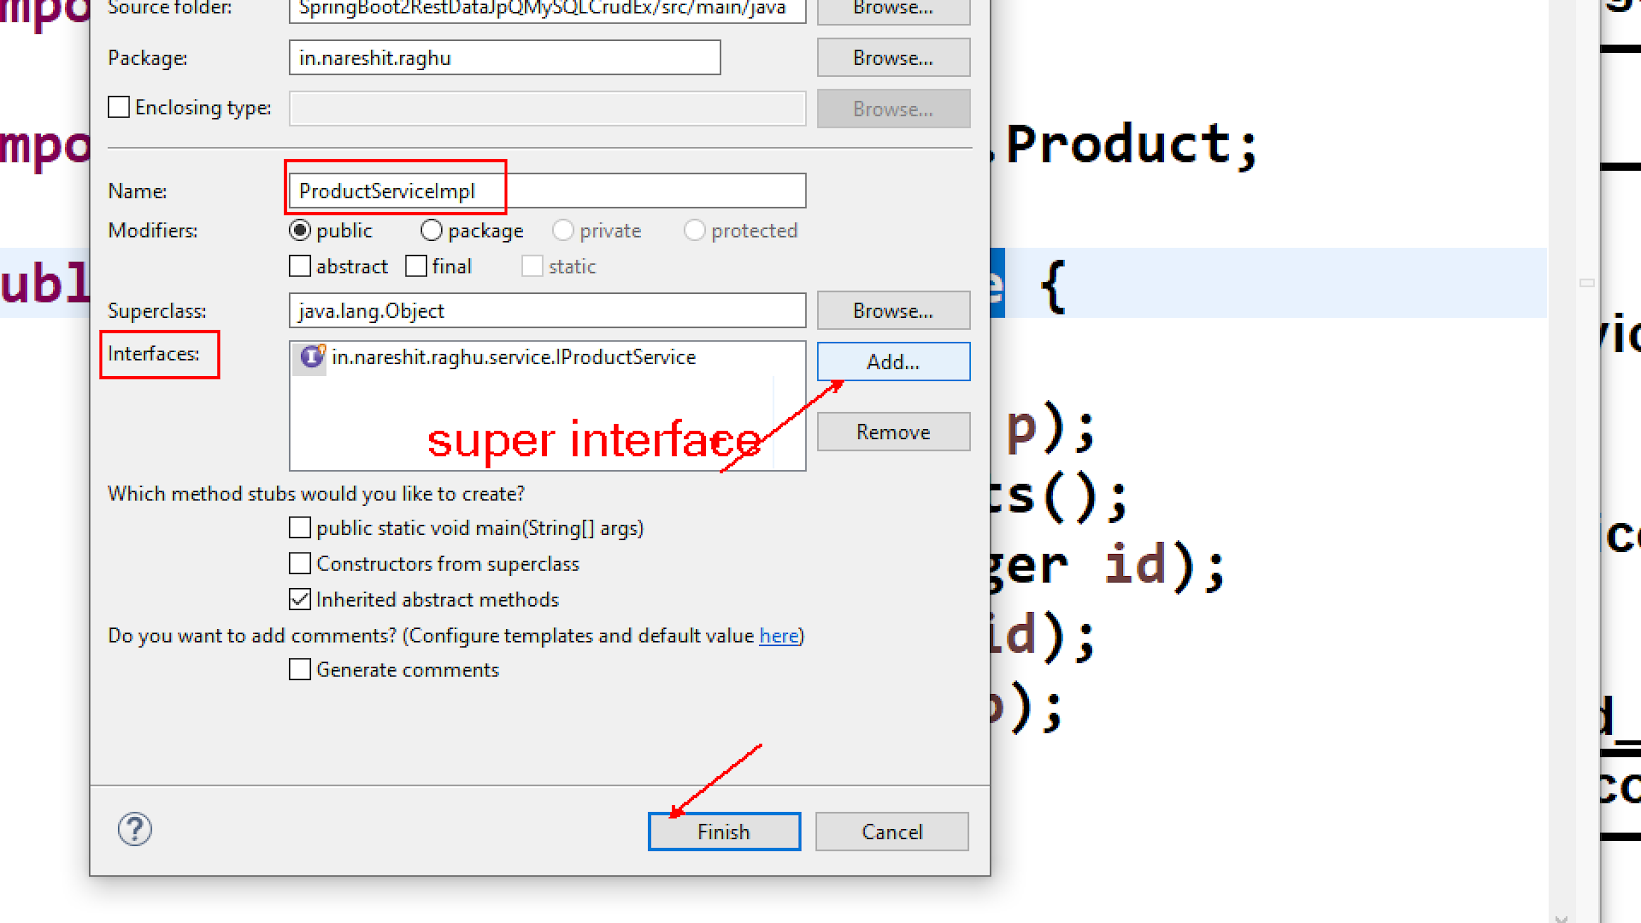 Source folder: SpringBoot2RestDataJpQMySQLCrudEx/src/main/java Browse...
Package: in.nareshit.raghu Browse...
Enclosing type: Browse...
.Product;
Name: ProductServiceImpl
Modifiers: public package private protected
abstract final static
{
Superclass: java.lang.Object Browse...
Interfaces: in.nareshit.raghu.service.IProductService Add...
super interface
p);
Remove
ts();
Which method stubs would you like to create?
public static void main(String[] args)
Constructors from superclass
id);
Inherited abstract methods
Do you want to add comments? (Configure templates and default value here)
id);
Generate comments
);
Finish Cancel